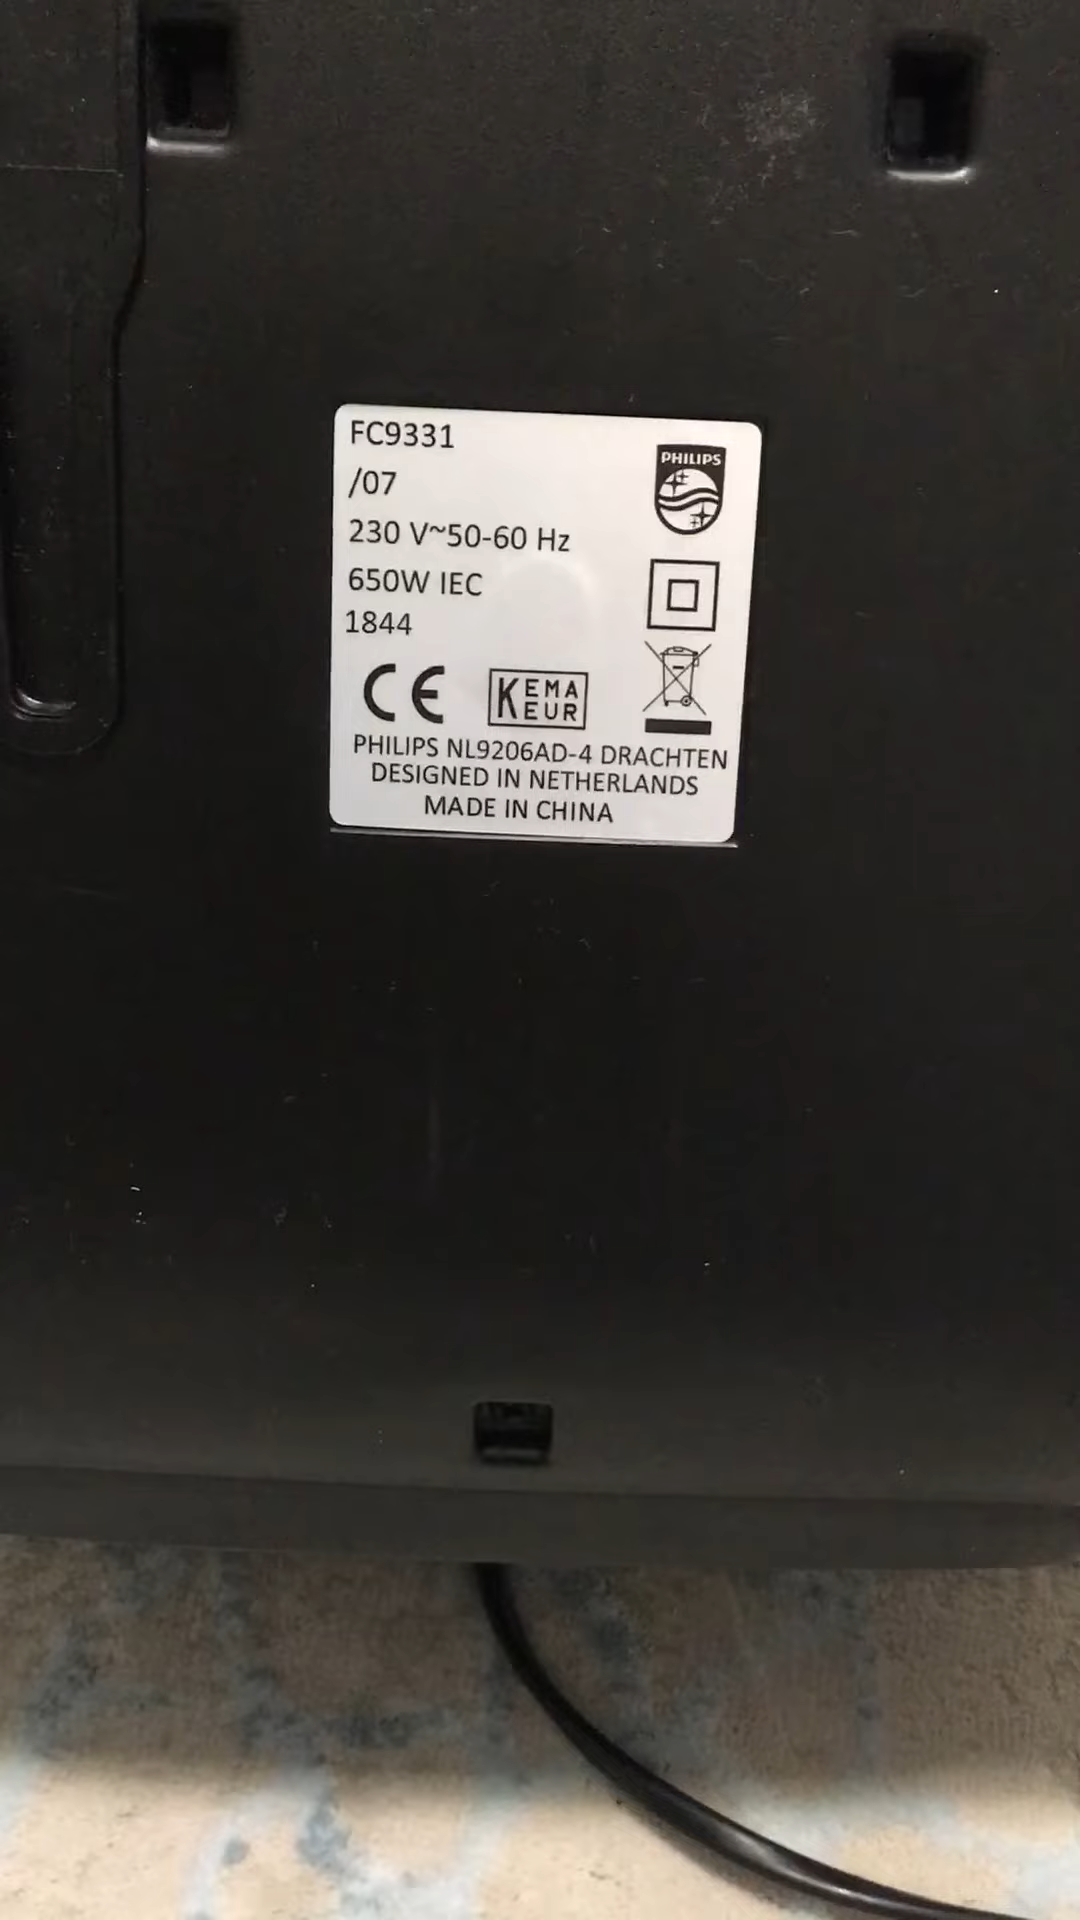 FC9331
/07
230 V~50-60 Hz
650W IEC
1844
PHILIPS
CE
KEMA
EUR
PHILIPS NL9206AD-4 DRACHTEN
DESIGNED IN NETHERLANDS
MADE IN CHINA